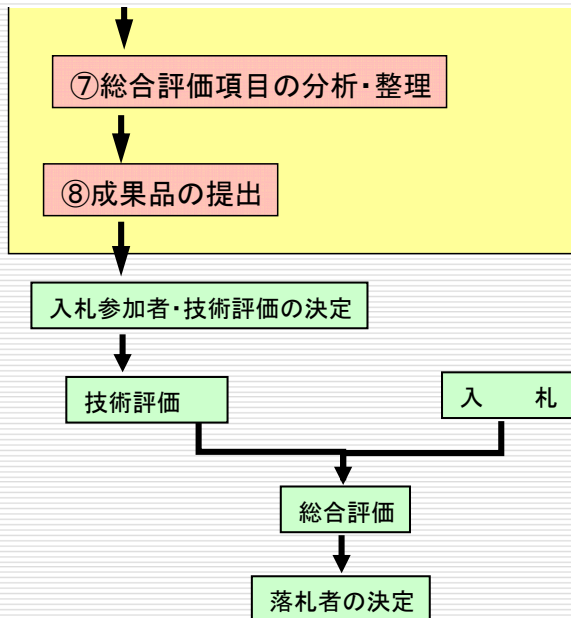 ⑦総合評価項目の分析・整理
⑧成果品の提出
入札参加者・技術評価の決定
技術評価
入　　札
総合評価
落札者の決定